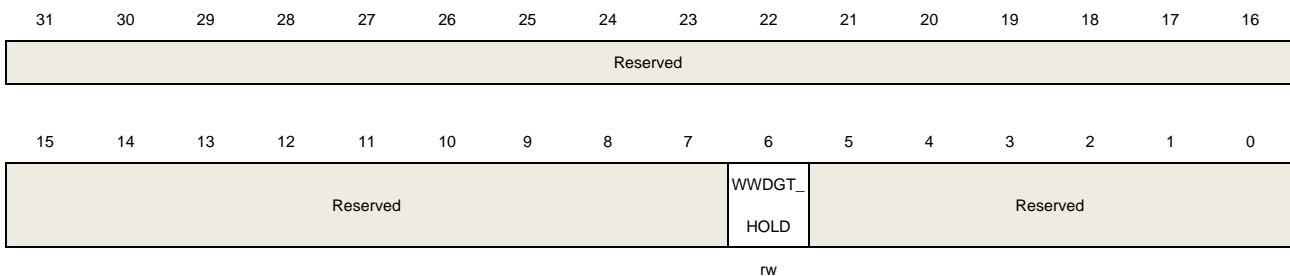 31 30 29 28 27 26 25 24 23 22 21 20 19 18 17 16
Reserved
15 14 13 12 11 10 9 8 7 6 5 4 3 2 1 0
Reserved WWDGT_ Reserved
HOLD
rw